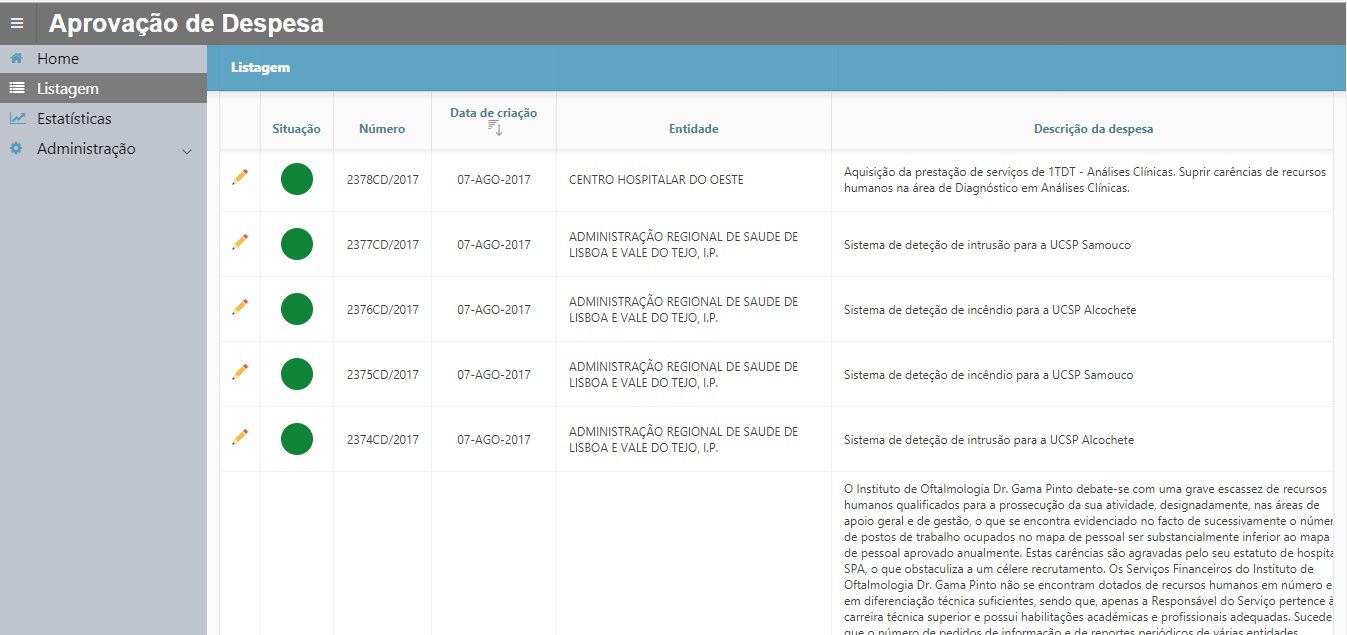 Aprovação de Despesa
Home
Listagem
Estatísticas
Administração
Listagem
Situação
Número
Data de criação
Entidade
Descrição da despesa
2378CD/2017
07-AGO-2017
CENTRO HOSPITALAR DO OESTE
Aquisição da prestação de serviços de 1TDT - Análises Clínicas. Suprir carências de recursos
humanos na área de Diagnóstico em Análises Clínicas.
2377CD/2017
07-AGO-2017
ADMINISTRAÇÃO REGIONAL DE SAUDE DE
LISBOA E VALE DO TEJO, I.P.
Sistema de deteção de intrusão para a UCSP Samouco
2376CD/2017
07-AGO-2017
ADMINISTRAÇÃO REGIONAL DE SAUDE DE
LISBOA E VALE DO TEJO, I.P.
Sistema de deteção de incêndio para a UCSP Alcochete
2375CD/2017
07-AGO-2017
ADMINISTRAÇÃO REGIONAL DE SAUDE DE
LISBOA E VALE DO TEJO, I.P.
Sistema de deteção de incêndio para a UCSP Samouco
2374CD/2017
07-AGO-2017
ADMINISTRAÇÃO REGIONAL DE SAUDE DE
LISBOA E VALE DO TEJO, I.P.
Sistema de deteção de intrusão para a UCSP Alcochete
O Instituto de Oftalmologia Dr. Gama Pinto debate-se com uma grave escassez de recursos
humanos qualificados para a prossecução da sua atividade, designadamente, nas áreas de
apoio geral e de gestão, o que se encontra evidenciado no facto de sucessivamente o númer
de postos de trabalho ocupados no mapa de pessoal ser substancialmente inferior ao mapa
de pessoal aprovado anualmente. Estas carências são agravadas pelo seu estatuto de hospita
SPA, o que obstaculiza a um célere recrutamento. Os Serviços Financeiros do Instituto de
Oftalmologia Dr. Gama Pinto não se encontram dotados de recursos humanos em número e
em diferenciação técnica suficientes, sendo que, apenas a Responsável do Serviço pertence à
carreira técnica superior e possui habilitações académicas e profissionais adequadas. Sucede
que o número de pedidos de informação e de reportes periódicos de várias entidades